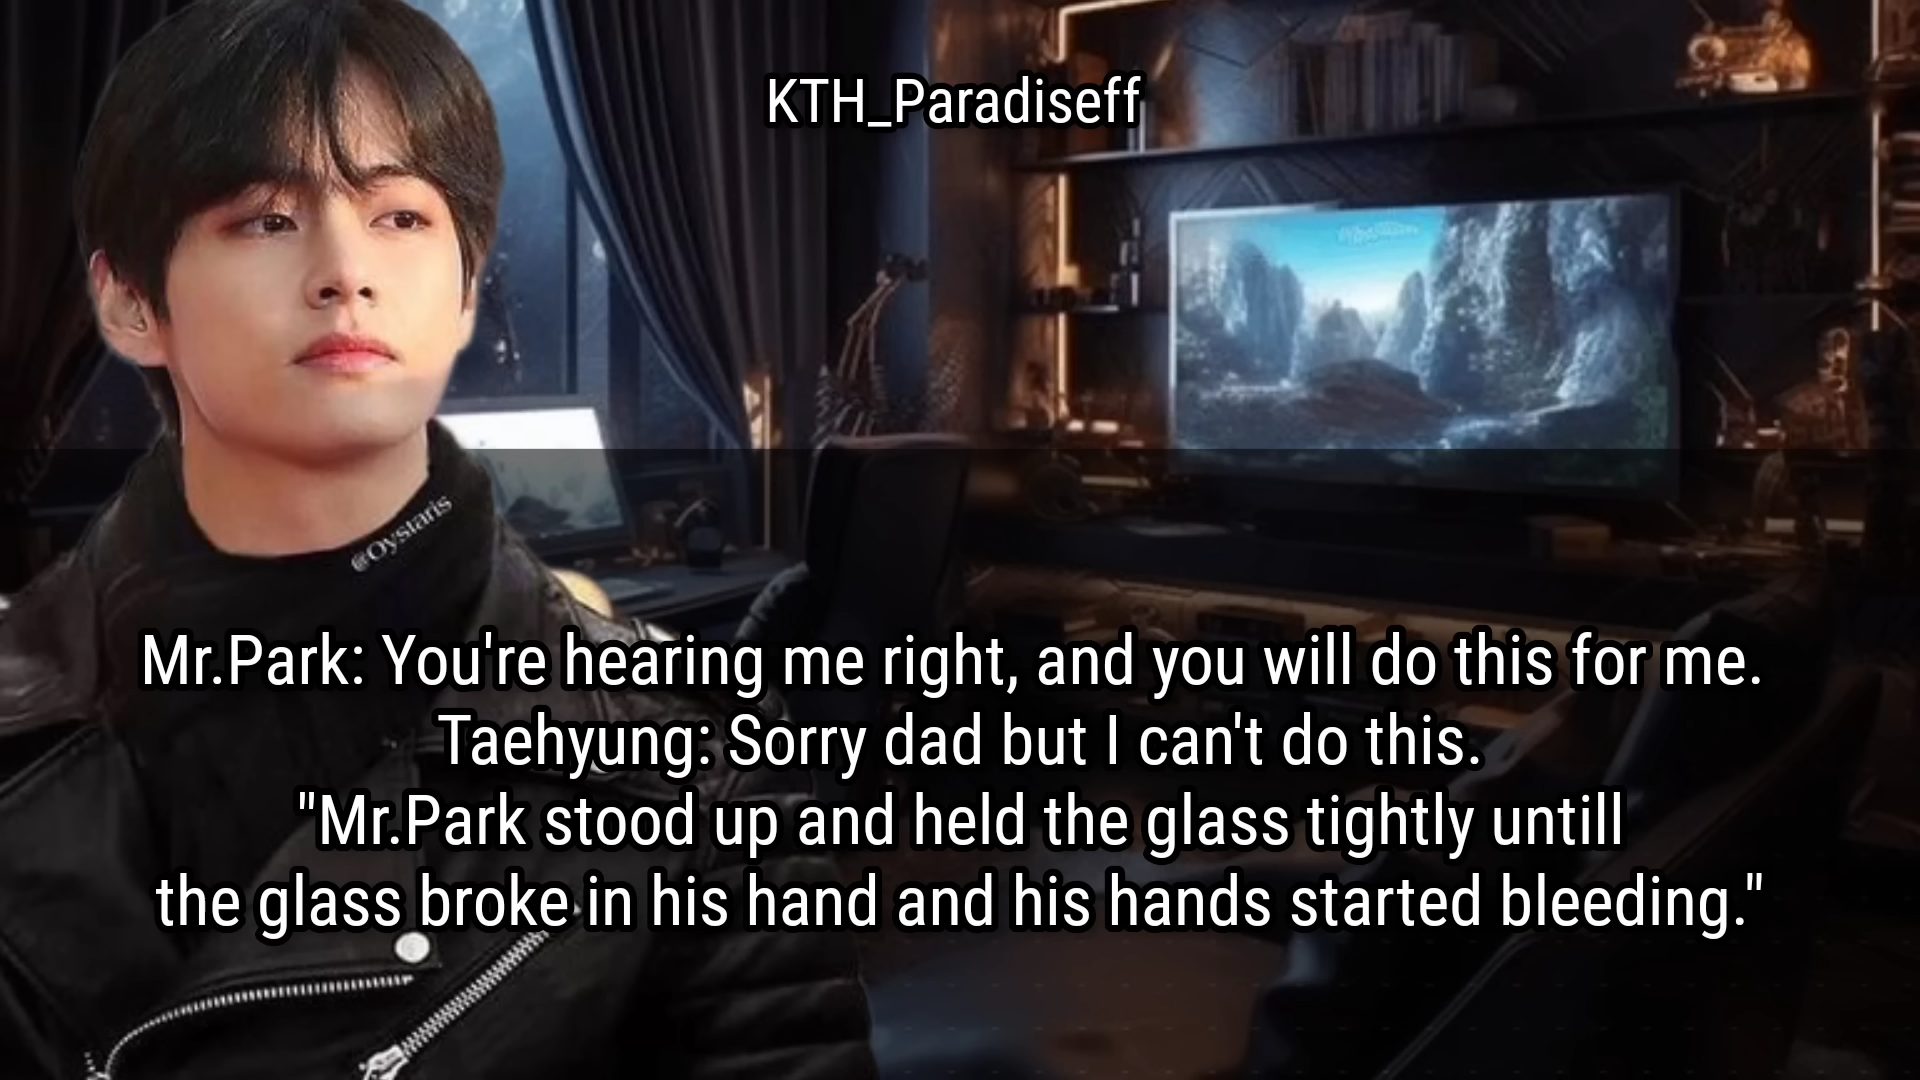 KTH_Paradiseff
@Oystaris
Mr.Park: You're hearing me right, and you will do this for me.
Taehyung: Sorry dad but I can't do this.
"Mr.Park stood up and held the glass tightly untill
the glass broke in his hand and his hands started bleeding."